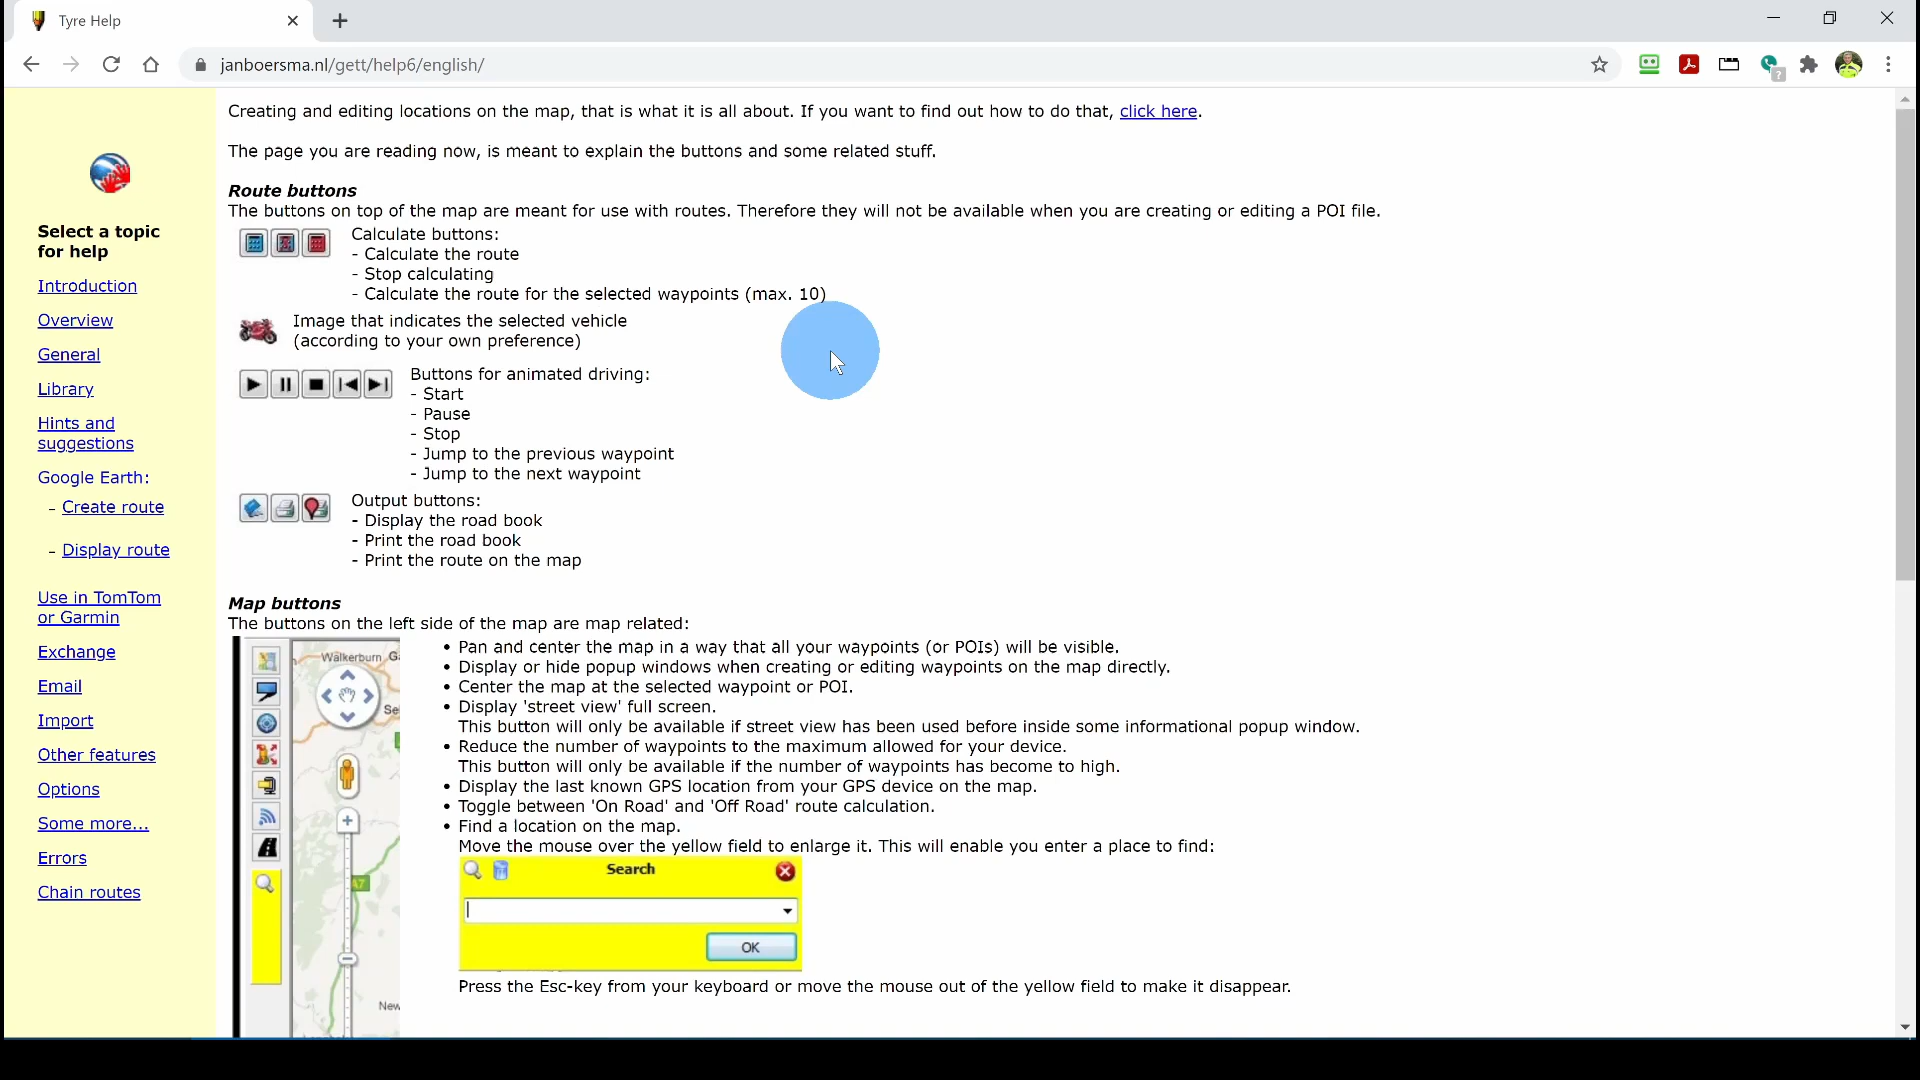 Tyre Help
janboersma.nl/gett/help6/english/
Creating and editing locations on the map, that is what it is all about. If you want to find out how to do that, click here.
The page you are reading now, is meant to explain the buttons and some related stuff.
Route buttons
The buttons on top of the map are meant for use with routes. Therefore they will not be available when you are creating or editing a POI file.
Calculate buttons:
- Calculate the route
- Stop calculating
- Calculate the route for the selected waypoints (max. 10)
Image that indicates the selected vehicle
(according to your own preference)
Buttons for animated driving:
- Start
- Pause
- Stop
- Jump to the previous waypoint
- Jump to the next waypoint
Output buttons:
- Display the road book
- Print the road book
- Print the route on the map
Map buttons
The buttons on the left side of the map are map related:
• Pan and center the map in a way that all your waypoints (or POIs) will be visible.
• Display or hide popup windows when creating or editing waypoints on the map directly.
• Center the map at the selected waypoint or POI.
• Display 'street view' full screen.
This button will only be available if street view has been used before inside some informational popup window.
• Reduce the number of waypoints to the maximum allowed for your device.
This button will only be available if the number of waypoints has become to high.
• Display the last known GPS location from your GPS device on the map.
• Toggle between 'On Road' and 'Off Road' route calculation.
• Find a location on the map.
Move the mouse over the yellow field to enlarge it. This will enable you enter a place to find:
Search
OK
Press the Esc-key from your keyboard or move the mouse out of the yellow field to make it disappear.
Walkerburn Ga
Se
A7
New
Select a topic
for help
Introduction
Overview
General
Library
Hints and
suggestions
Google Earth:
- Create route
- Display route
Use in TomTom
or Garmin
Exchange
Email
Import
Other features
Options
Some more...
Errors
Chain routes